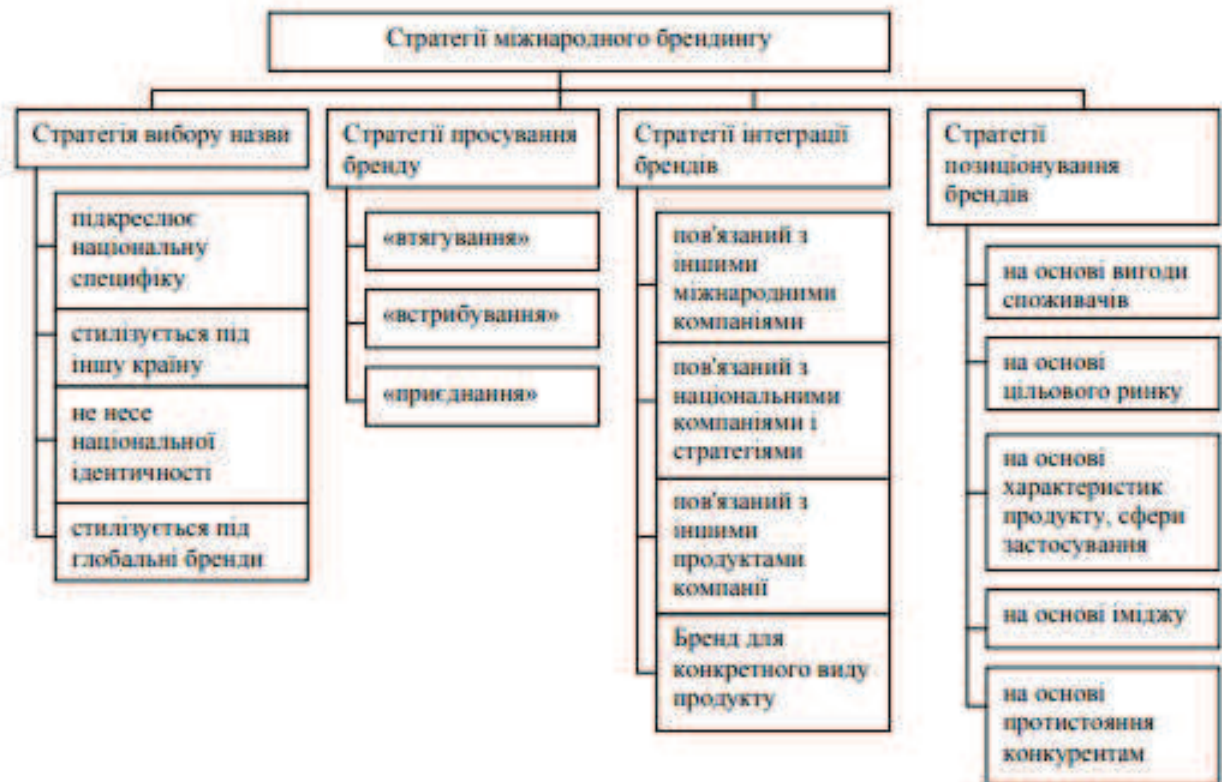 Стратегії міжнародного брендингу
Стратегія вибору назви
підкреслює
національну
специфіку
стилізується під
іншу країну
не несе
національної
ідентичності
стилізується під
глобальні бренди
Стратегії просування
бренду
«втягування»
«встрибування»
«приєднання»
Стратегії інтеграції
брендів
пов'язаний з
іншими
міжнародними
компаніями
пов'язаний з
національними
компаніями і
стратегіями
пов'язаний з
іншими
продуктами
компанії
Бренд для
конкретного виду
продукту
Стратегії
позиціонування
брендів
на основі вигоди
споживачів
на основі
цільового ринку
на основі
характеристик
продукту, сфери
застосування
на основі іміджу
на основі
протистояння
конкурентам